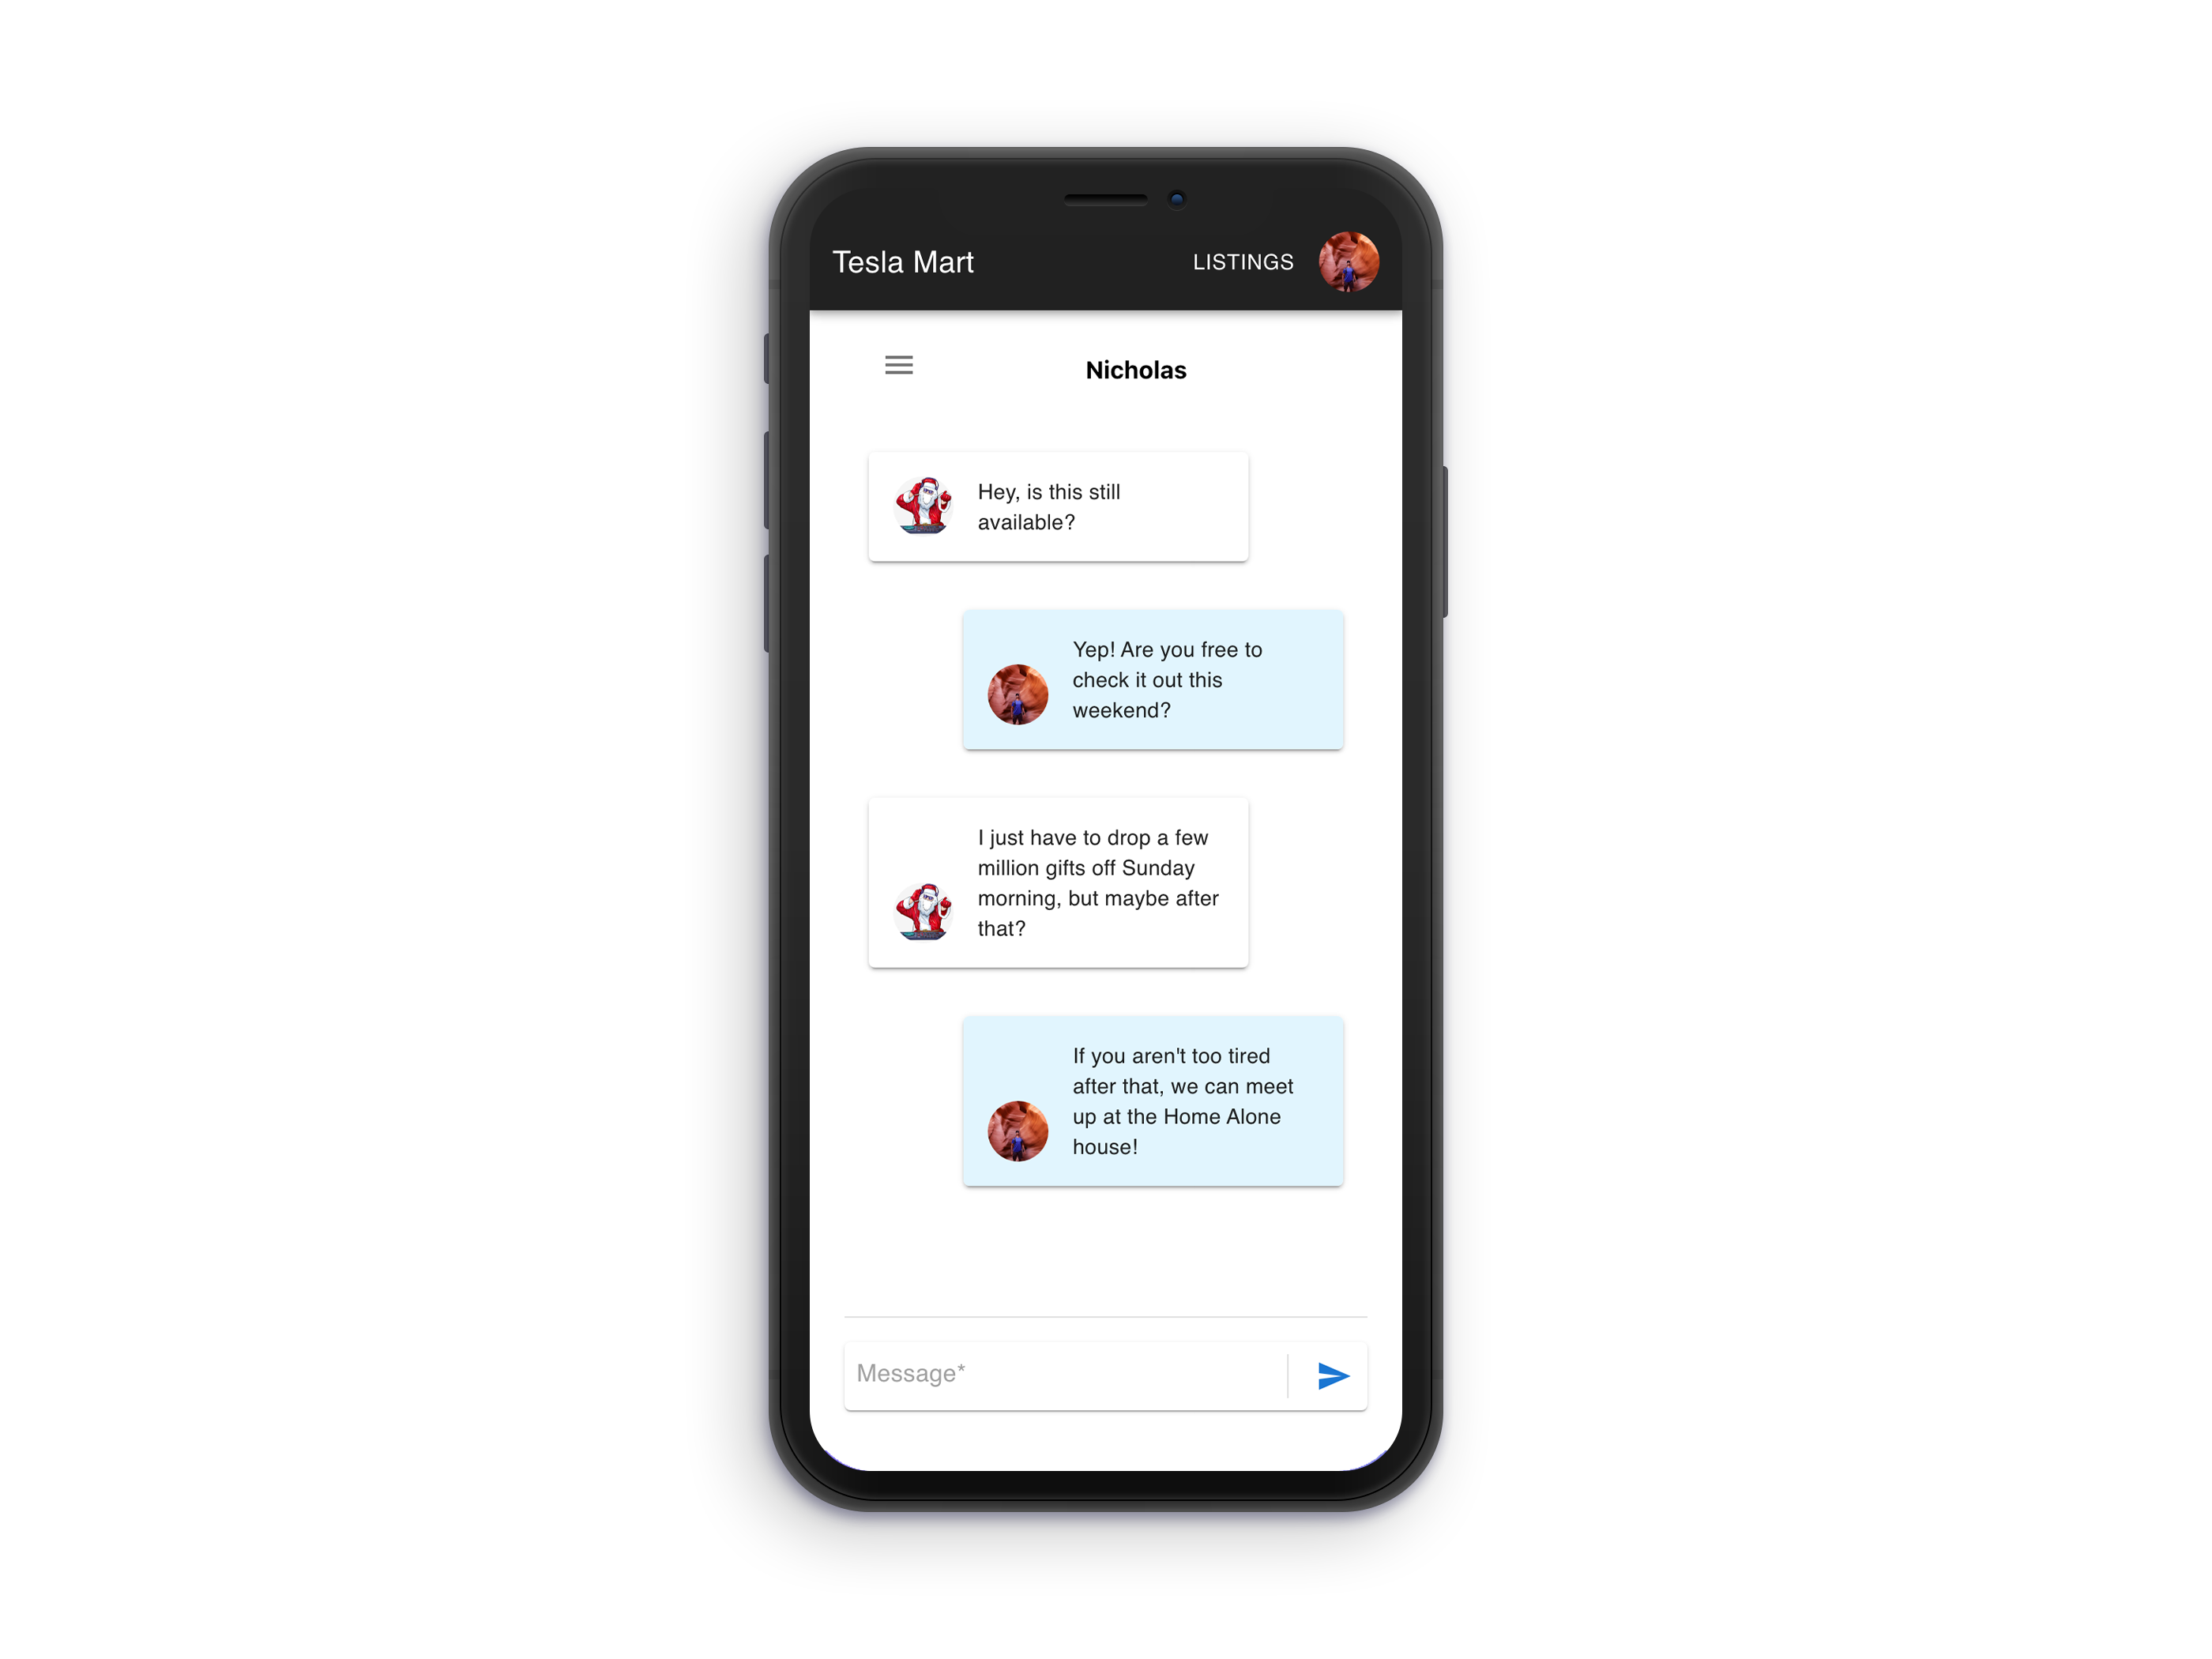 Tesla Mart
LISTINGS
Nicholas
Hey, is this still
available?
Yep! Are you free to
check it out this
weekend?
I just have to drop a few
million gifts off Sunday
morning, but maybe after
that?
If you aren't too tired
after that, we can meet
up at the Home Alone
house!
Message*